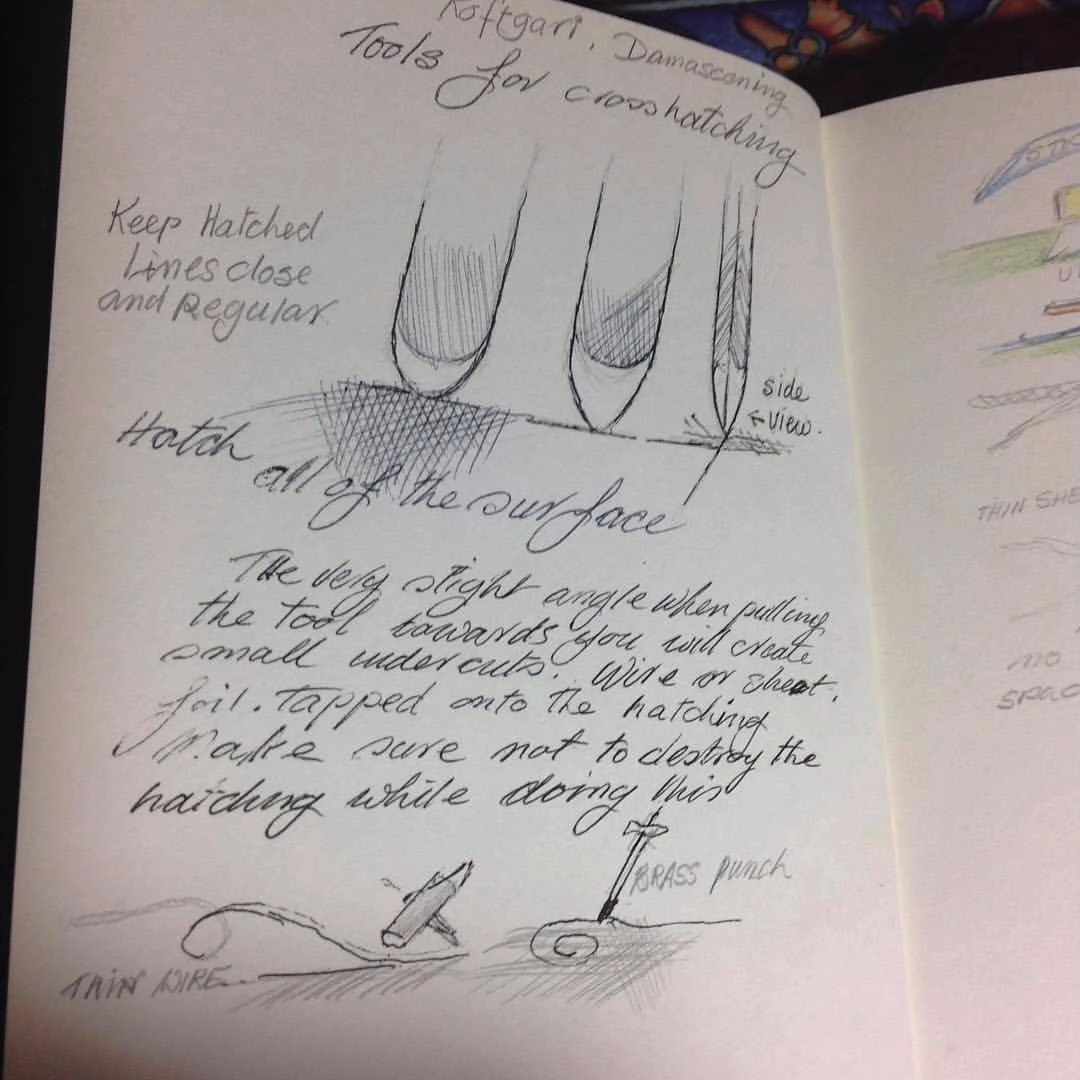 Koftgari, Damascening
Tools for crosshatching
Keep Hatched
Lines close
and Regular
side
view.
Hatch
all of the surface
The very slight angle when pulling
the tool towards you will create
small undercuts. Wire or sheet.
foil. Tapped onto the hatching
Make sure not to destroy the
hatching while doing this
BRASS punch
THIN WIRE
THIN SHE
NO
SPAC